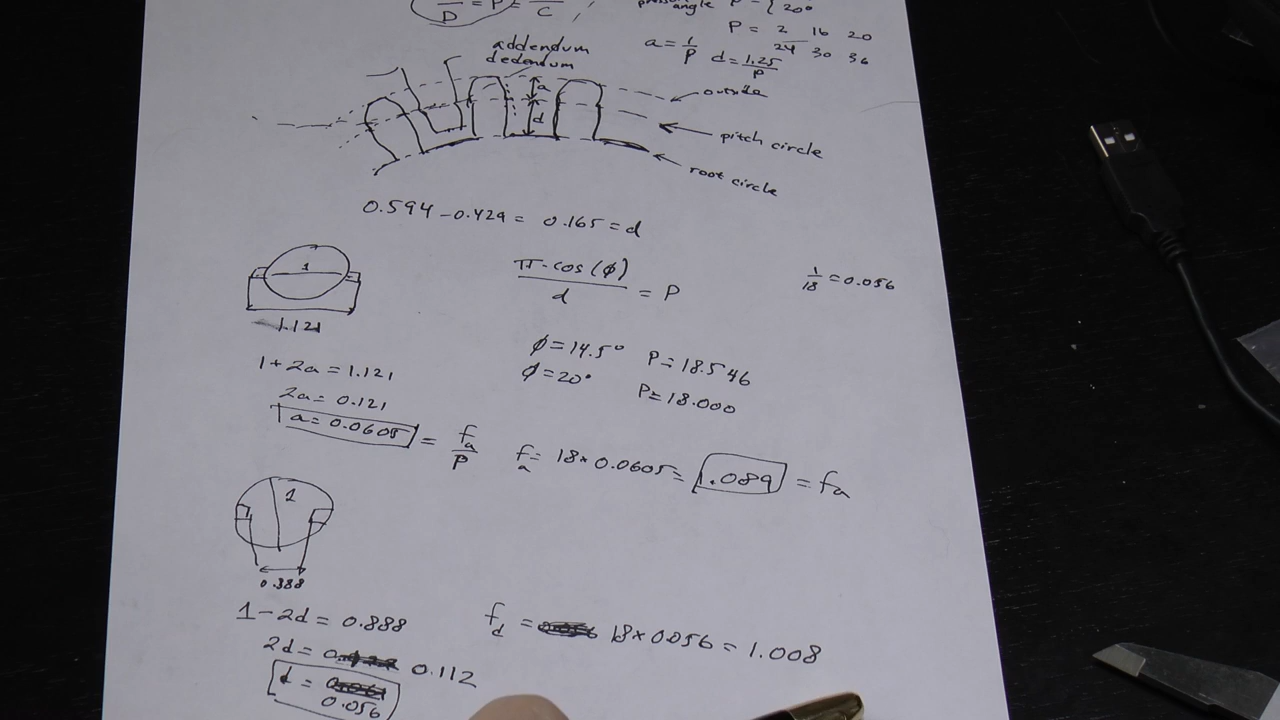 D = P = C
angle P = { 20°
P = 2 16 20
24 30 36
a = 1/P d = 1.25/P
addendum
dedendum
a
d
outside
pitch circle
root circle
0.594 - 0.429 = 0.165 = d
1
1.121
π·cos(ϕ)/d = P
1/18 = 0.056
ϕ = 14.5° P = 18.546
ϕ = 20° P = 18.000
1 + 2a = 1.121
2a = 0.121
a = 0.0605 = fa/P fa = 18 * 0.0605 = 1.089 = fa
1
0.888
1 - 2d = 0.888
2d = 0.112
d = 0.056
fd = 18 * 0.056 = 1.008